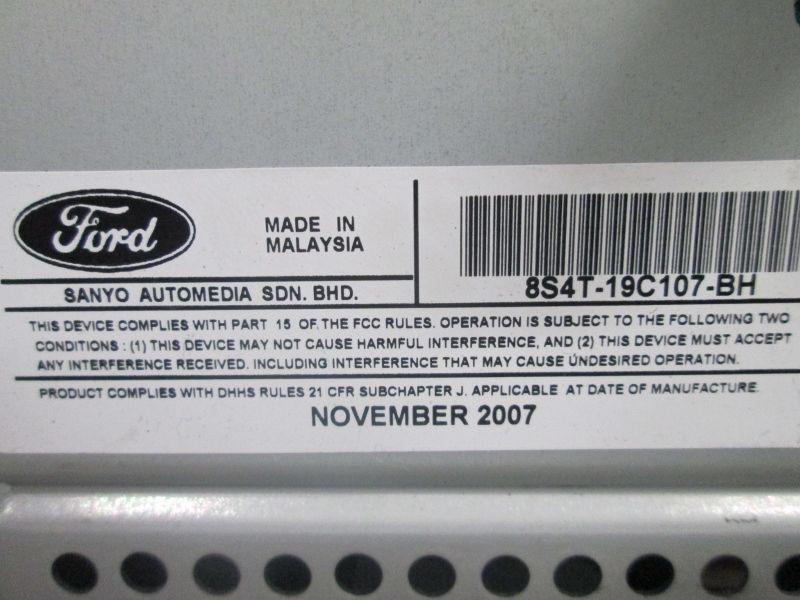 Ford
MADE IN
MALAYSIA
SANYO AUTOMEDIA SDN. BHD.
8S4T-19C107-BH
THIS DEVICE COMPLIES WITH PART 15 OF THE FCC RULES. OPERATION IS SUBJECT TO THE FOLLOWING TWO
CONDITIONS : (1) THIS DEVICE MAY NOT CAUSE HARMFUL INTERFERENCE, AND (2) THIS DEVICE MUST ACCEPT
ANY INTERFERENCE RECEIVED. INCLUDING INTERFERENCE THAT MAY CAUSE UNDESIRED OPERATION.
PRODUCT COMPLIES WITH DHHS RULES 21 CFR SUBCHAPTER J. APPLICABLE AT DATE OF MANUFACTURE.
NOVEMBER 2007